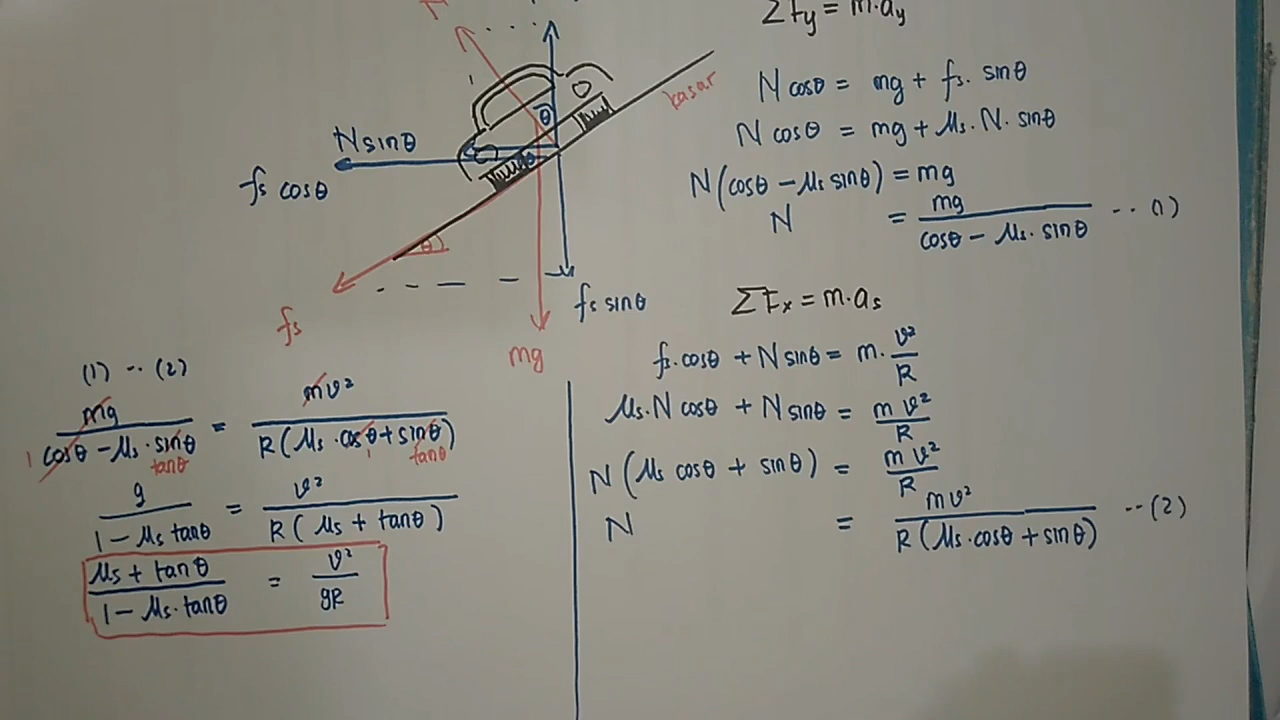 N
ΣFy = m.ay
θ
kasar
N sinθ
fs cosθ
θ
θ
fs
mg
fs sinθ
N cosθ = mg + fs. sinθ
N cosθ = mg + μs. N. sinθ
N(cosθ - μs sinθ) = mg
N = mg / cosθ - μs. sinθ ... (1)
ΣFx = m.as
fs.cosθ + N sinθ = m. v²/R
μs.N cosθ + N sinθ = m v²/R
N(μs cosθ + sinθ) = m v²/R
N = mv² / R(μs.cosθ + sinθ) ... (2)
(1) ... (2)
mg / cosθ - μs. sinθ = mv² / R(μs. cosθ + sinθ)
1 tanθ 1 tanθ
g / 1 - μs tanθ = v² / R(μs + tanθ)
μs + tanθ / 1 - μs. tanθ = v² / gR